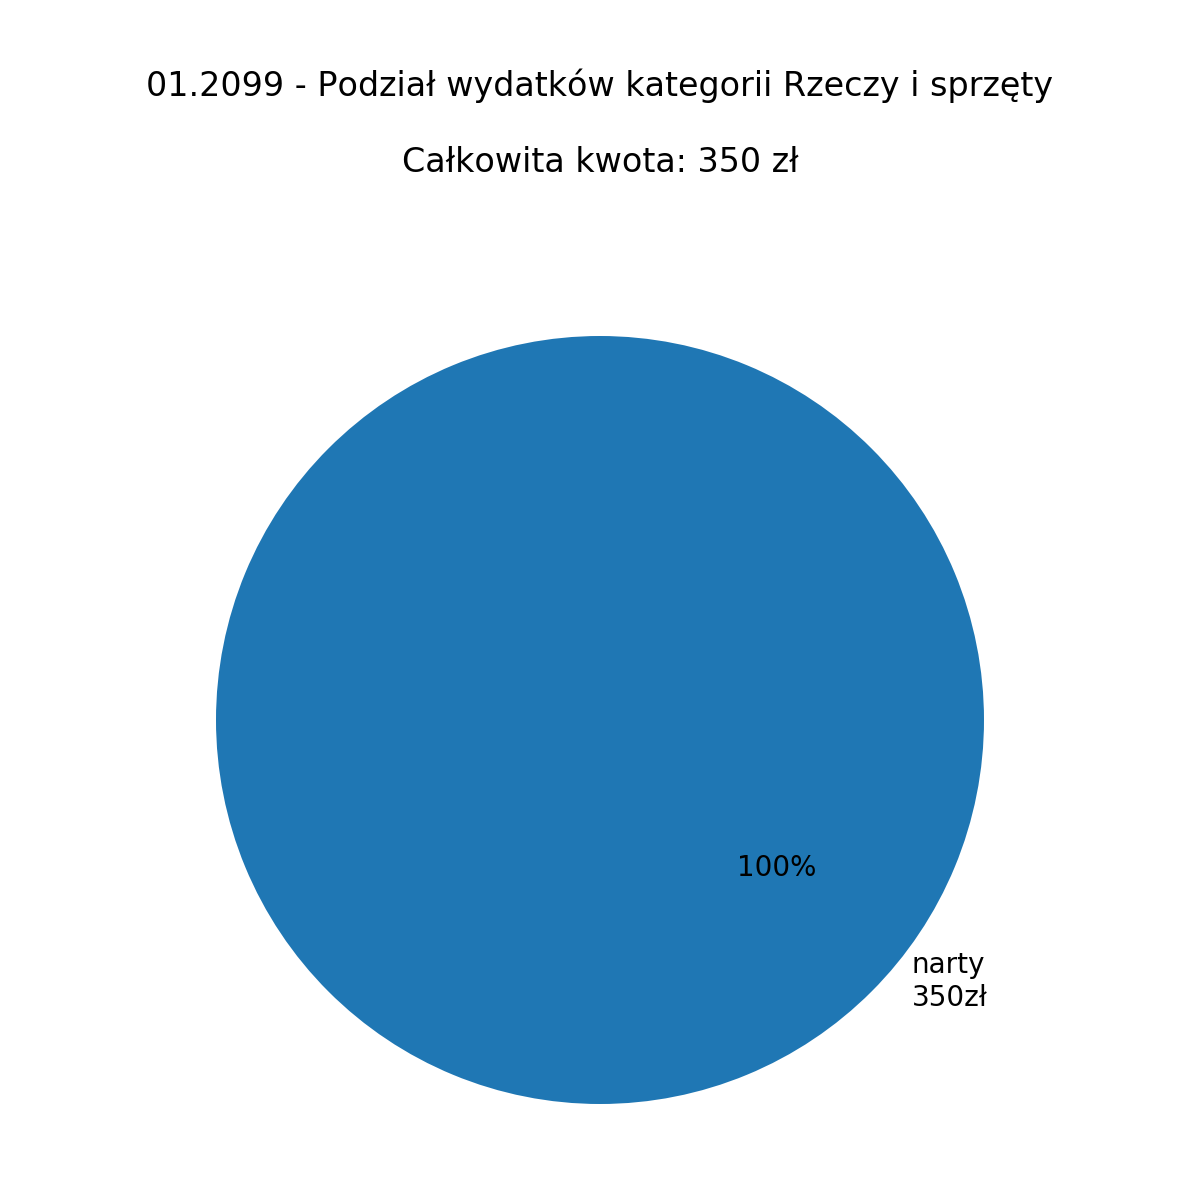 01.2099 - Podział wydatków kategorii Rzeczy i sprzęty
Całkowita kwota: 350 zł
100%
narty
350zł